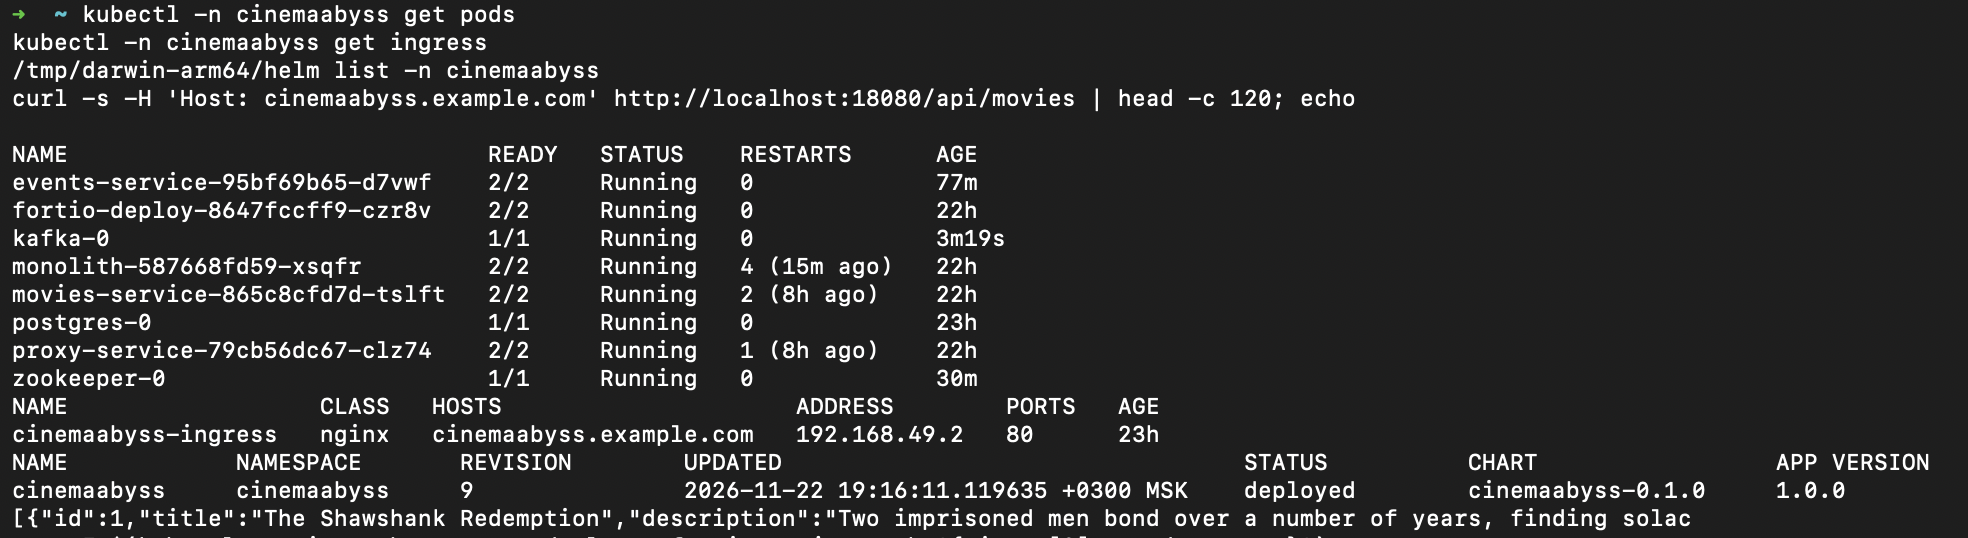 ➜ ~ kubectl -n cinemaabyss get pods
kubectl -n cinemaabyss get ingress
/tmp/darwin-arm64/helm list -n cinemaabyss
curl -s -H 'Host: cinemaabyss.example.com' http://localhost:18080/api/movies | head -c 120; echo
NAME READY STATUS RESTARTS AGE
events-service-95bf69b65-d7vwf 2/2 Running 0 77m
fortio-deploy-8647fccff9-czr8v 2/2 Running 0 22h
kafka-0 1/1 Running 0 3m19s
monolith-587668fd59-xsqfr 2/2 Running 4 (15m ago) 22h
movies-service-865c8cfd7d-tslft 2/2 Running 2 (8h ago) 22h
postgres-0 1/1 Running 0 23h
proxy-service-79cb56dc67-clz74 2/2 Running 1 (8h ago) 22h
zookeeper-0 1/1 Running 0 30m
NAME CLASS HOSTS ADDRESS PORTS AGE
cinemaabyss-ingress nginx cinemaabyss.example.com 192.168.49.2 80 23h
NAME NAMESPACE REVISION UPDATED STATUS CHART APP VERSION
cinemaabyss cinemaabyss 9 2026-11-22 19:16:11.119635 +0300 MSK deployed cinemaabyss-0.1.0 1.0.0
[{"id":1,"title":"The Shawshank Redemption","description":"Two imprisoned men bond over a number of years, finding solac